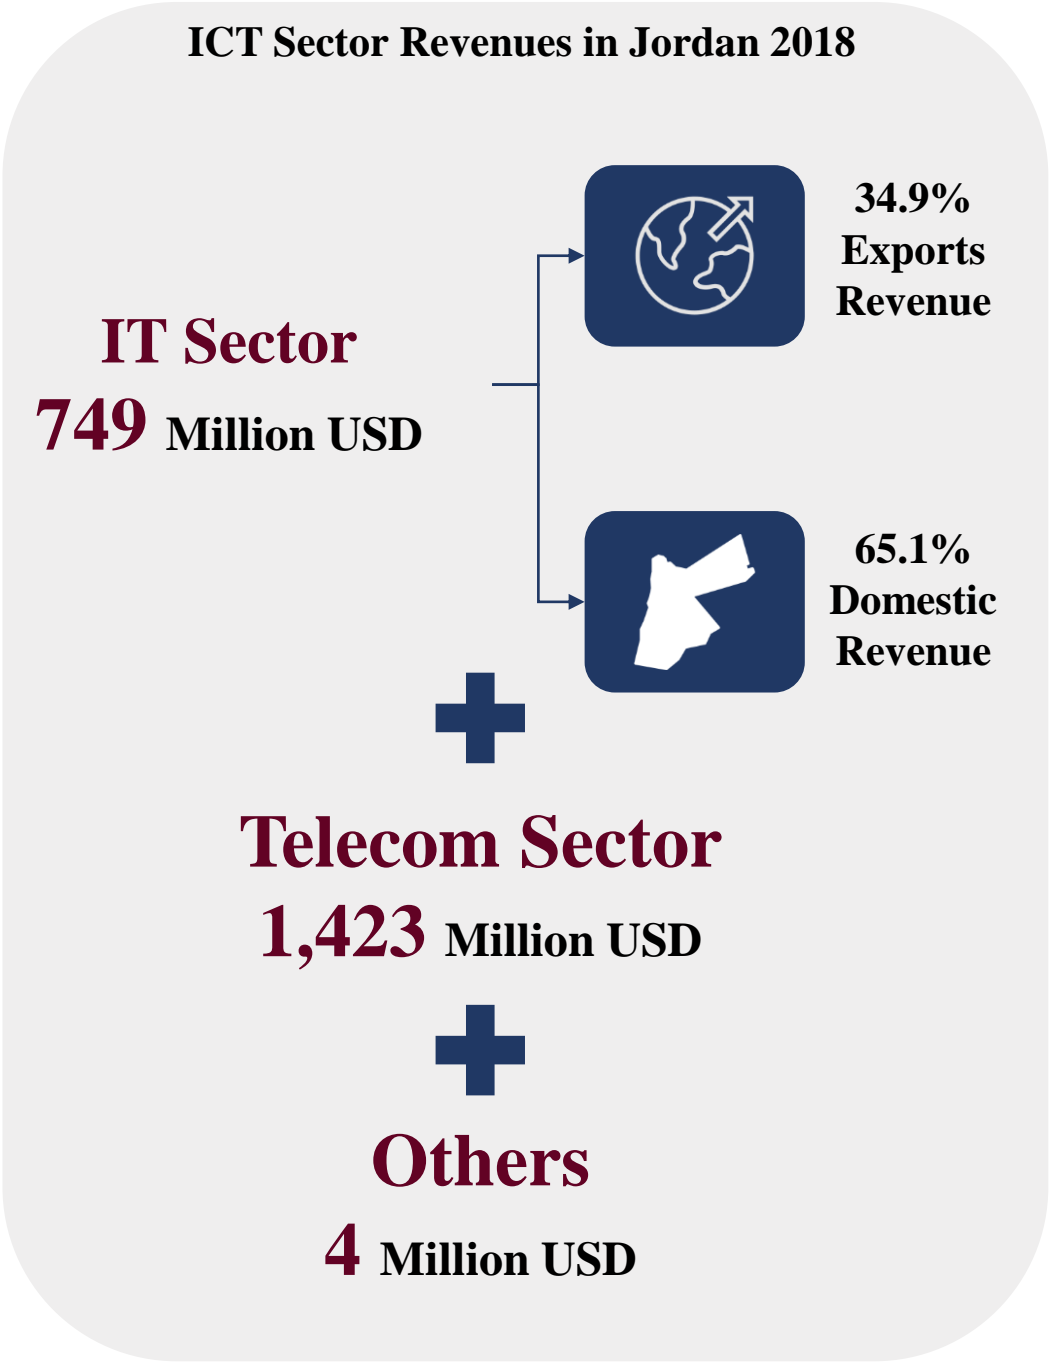 ICT Sector Revenues in Jordan 2018
IT Sector
749 Million USD
34.9%
Exports
Revenue
65.1%
Domestic
Revenue
Telecom Sector
1,423 Million USD
Others
4 Million USD